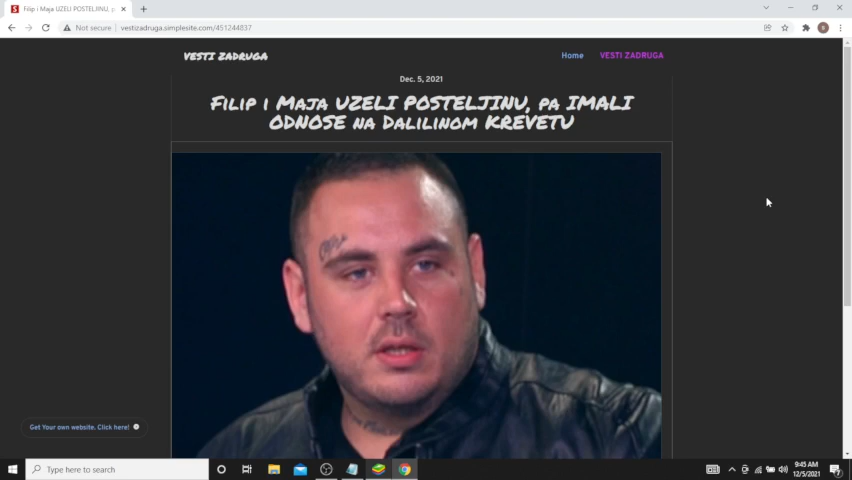 Filip i Maja UZELI POSTELJINU, p
Not secure
vestizadruga.simplesite.com/451244837
VESTI ZADRUGA
Home
VESTI ZADRUGA
Dec. 5, 2021
Filip i Maja UZELI POSTELJINU, pa IMALI
ODNOSE na Dalilinom KREVETU
Get Your own website. Click here!
Type here to search
9:45 AM
12/5/2021